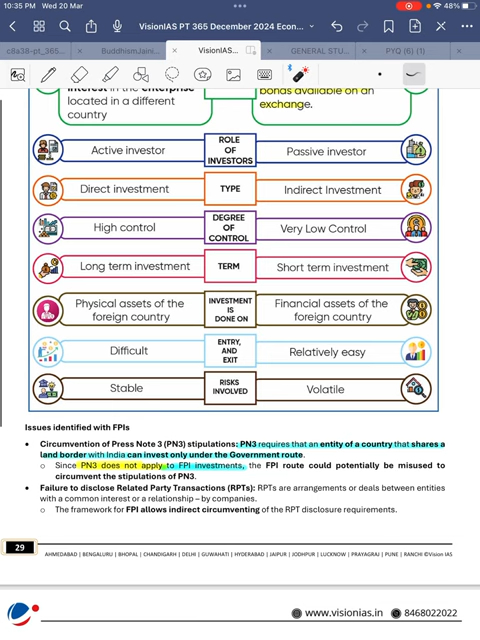 10:35 PM Wed 20 Mar
48%
VisionIAS PT 365 December 2024 Econ...
c8a38-pt_365...
BuddhismJaini...
VisionIAS...
GENERAL STU...
PYQ (6) (1)
interest in the enterprise
located in a different
country
bonds available on an
exchange.
Active investor
ROLE
OF
INVESTORS
Passive investor
Direct investment
TYPE
Indirect Investment
High control
DEGREE
OF
CONTROL
Very Low Control
Long term investment
TERM
Short term investment
Physical assets of the
foreign country
INVESTMENT
IS
DONE ON
Financial assets of the
foreign country
Difficult
ENTRY,
AND
EXIT
Relatively easy
Stable
RISKS
INVOLVED
Volatile
Issues identified with FPIs
• Circumvention of Press Note 3 (PN3) stipulations: PN3 requires that an entity of a country that shares a
land border with India can invest only under the Government route.
o Since PN3 does not apply to FPI investments, the FPI route could potentially be misused to
circumvent the stipulations of PN3.
• Failure to disclose Related Party Transactions (RPTs): RPTs are arrangements or deals between entities
with a common interest or a relationship – by companies.
o The framework for FPI allows indirect circumventing of the RPT disclosure requirements.
29
AHMEDABAD | BENGALURU | BHOPAL | CHANDIGARH | DELHI | GUWAHATI | HYDERABAD | JAIPUR | JODHPUR | LUCKNOW | PRAYAGRAJ | PUNE | RANCHI ©Vision IAS
www.visionias.in
8468022022